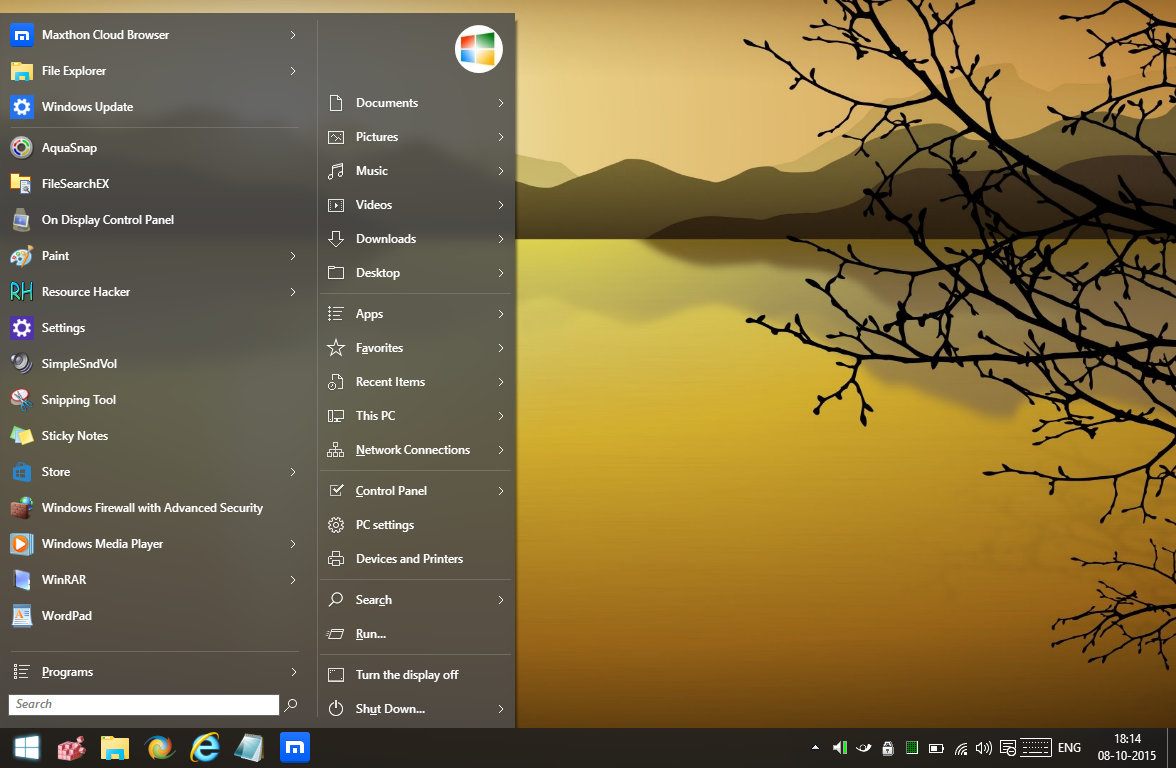 Maxthon Cloud Browser
File Explorer
Windows Update
AquaSnap
FileSearchEX
On Display Control Panel
Paint
RH Resource Hacker
Settings
SimpleSndVol
Snipping Tool
Sticky Notes
Store
Windows Firewall with Advanced Security
Windows Media Player
WinRAR
WordPad
Programs
Search
Documents
Pictures
Music
Videos
Downloads
Desktop
Apps
Favorites
Recent Items
This PC
Network Connections
Control Panel
PC settings
Devices and Printers
Search
Run...
Turn the display off
Shut Down...
ENG
18:14
08-10-2015